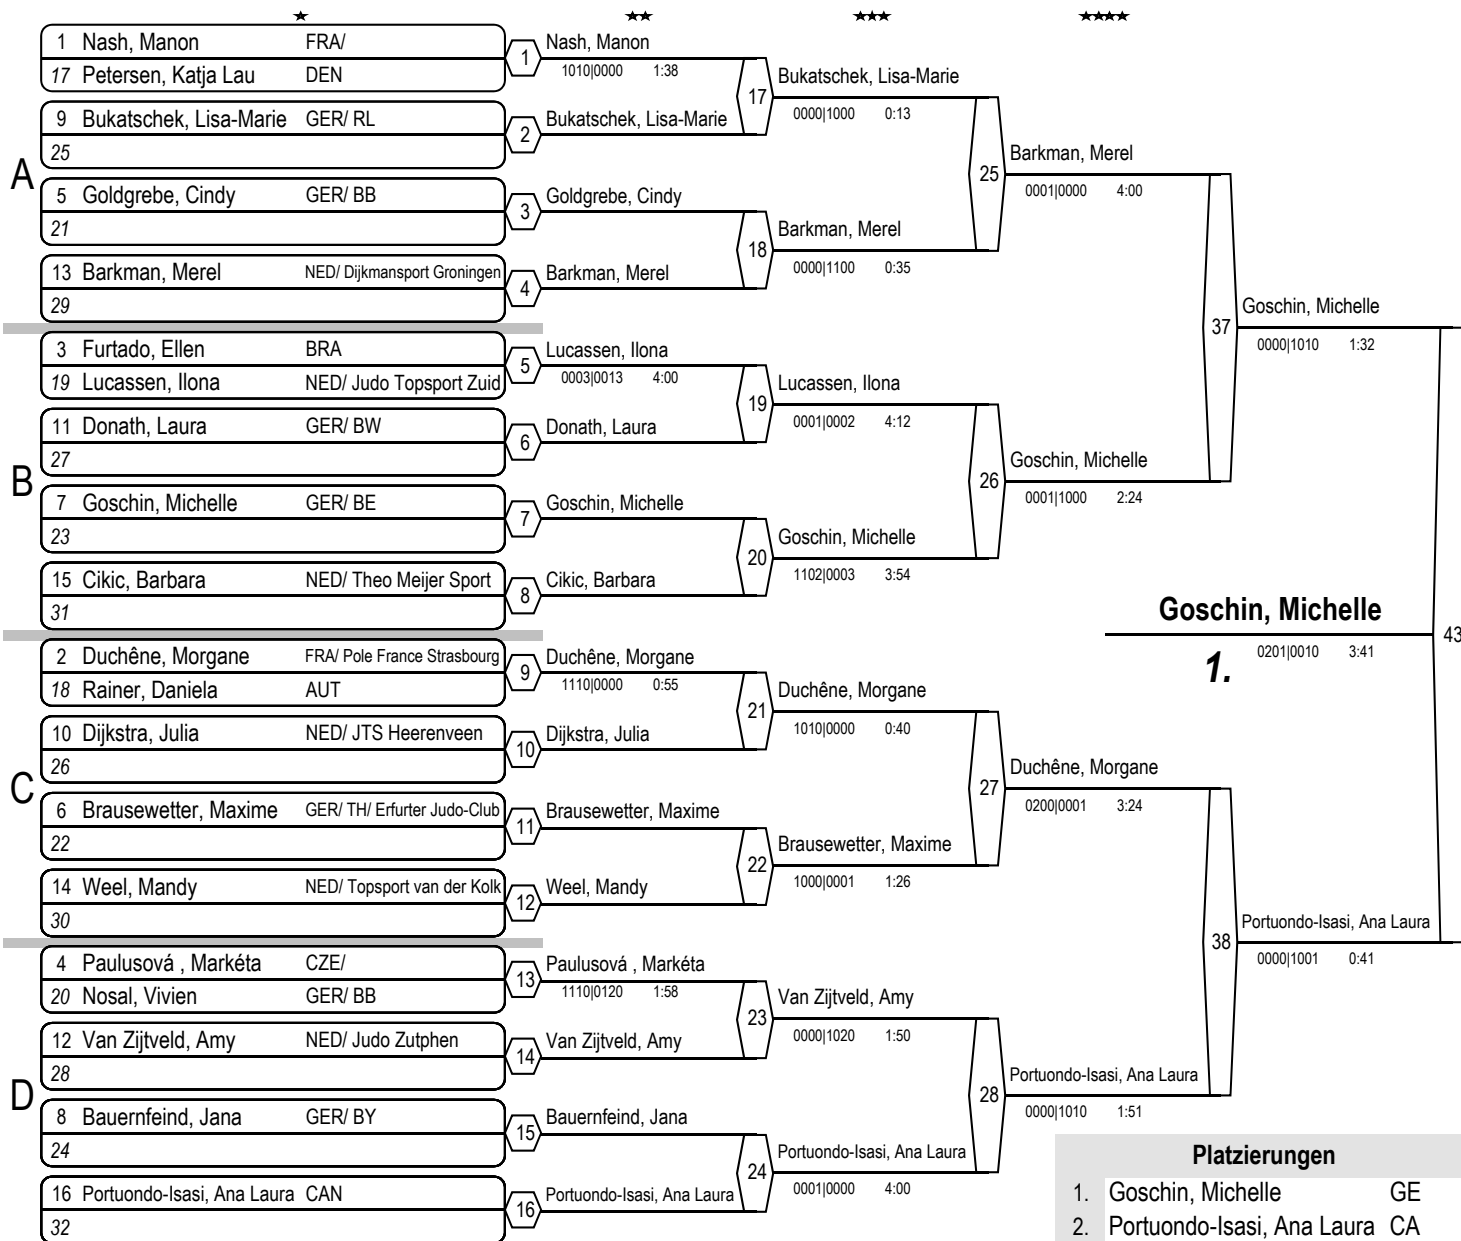 ★ ★★ ★★★ ★★★★
1 Nash, Manon FRA/
17 Petersen, Katja Lau DEN
9 Bukatschek, Lisa-Marie GER/ RL
25
A
5 Goldgrebe, Cindy GER/ BB
21
13 Barkman, Merel NED/ Dijkmansport Groningen
29
3 Furtado, Ellen BRA
19 Lucassen, Ilona NED/ Judo Topsport Zuid
11 Donath, Laura GER/ BW
27
B
7 Goschin, Michelle GER/ BE
23
15 Cikic, Barbara NED/ Theo Meijer Sport
31
2 Duchêne, Morgane FRA/ Pole France Strasbourg
18 Rainer, Daniela AUT
10 Dijkstra, Julia NED/ JTS Heerenveen
26
C
6 Brausewetter, Maxime GER/ TH/ Erfurter Judo-Club
22
14 Weel, Mandy NED/ Topsport van der Kolk
30
4 Paulusová , Markéta CZE/
20 Nosal, Vivien GER/ BB
12 Van Zijtveld, Amy NED/ Judo Zutphen
28
D
8 Bauernfeind, Jana GER/ BY
24
16 Portuondo-Isasi, Ana Laura CAN
32
1 Nash, Manon
1010|0000 1:38
2 Bukatschek, Lisa-Marie
3 Goldgrebe, Cindy
4 Barkman, Merel
5 Lucassen, Ilona
0003|0013 4:00
6 Donath, Laura
7 Goschin, Michelle
8 Cikic, Barbara
9 Duchêne, Morgane
1110|0000 0:55
10 Dijkstra, Julia
11 Brausewetter, Maxime
12 Weel, Mandy
13 Paulusová , Markéta
1110|0120 1:58
14 Van Zijtveld, Amy
15 Bauernfeind, Jana
16 Portuondo-Isasi, Ana Laura
17 Bukatschek, Lisa-Marie
0000|1000 0:13
18 Barkman, Merel
0000|1100 0:35
19 Lucassen, Ilona
0001|0002 4:12
20 Goschin, Michelle
1102|0003 3:54
21 Duchêne, Morgane
1010|0000 0:40
22 Brausewetter, Maxime
1000|0001 1:26
23 Van Zijtveld, Amy
0000|1020 1:50
24 Portuondo-Isasi, Ana Laura
0001|0000 4:00
25 Barkman, Merel
0001|0000 4:00
26 Goschin, Michelle
0001|1000 2:24
27 Duchêne, Morgane
0200|0001 3:24
28 Portuondo-Isasi, Ana Laura
0000|1010 1:51
37 Goschin, Michelle
0000|1010 1:32
38 Portuondo-Isasi, Ana Laura
0000|1001 0:41
Goschin, Michelle
43
1. 0201|0010 3:41
Platzierungen
1. Goschin, Michelle GE
2. Portuondo-Isasi, Ana Laura CA